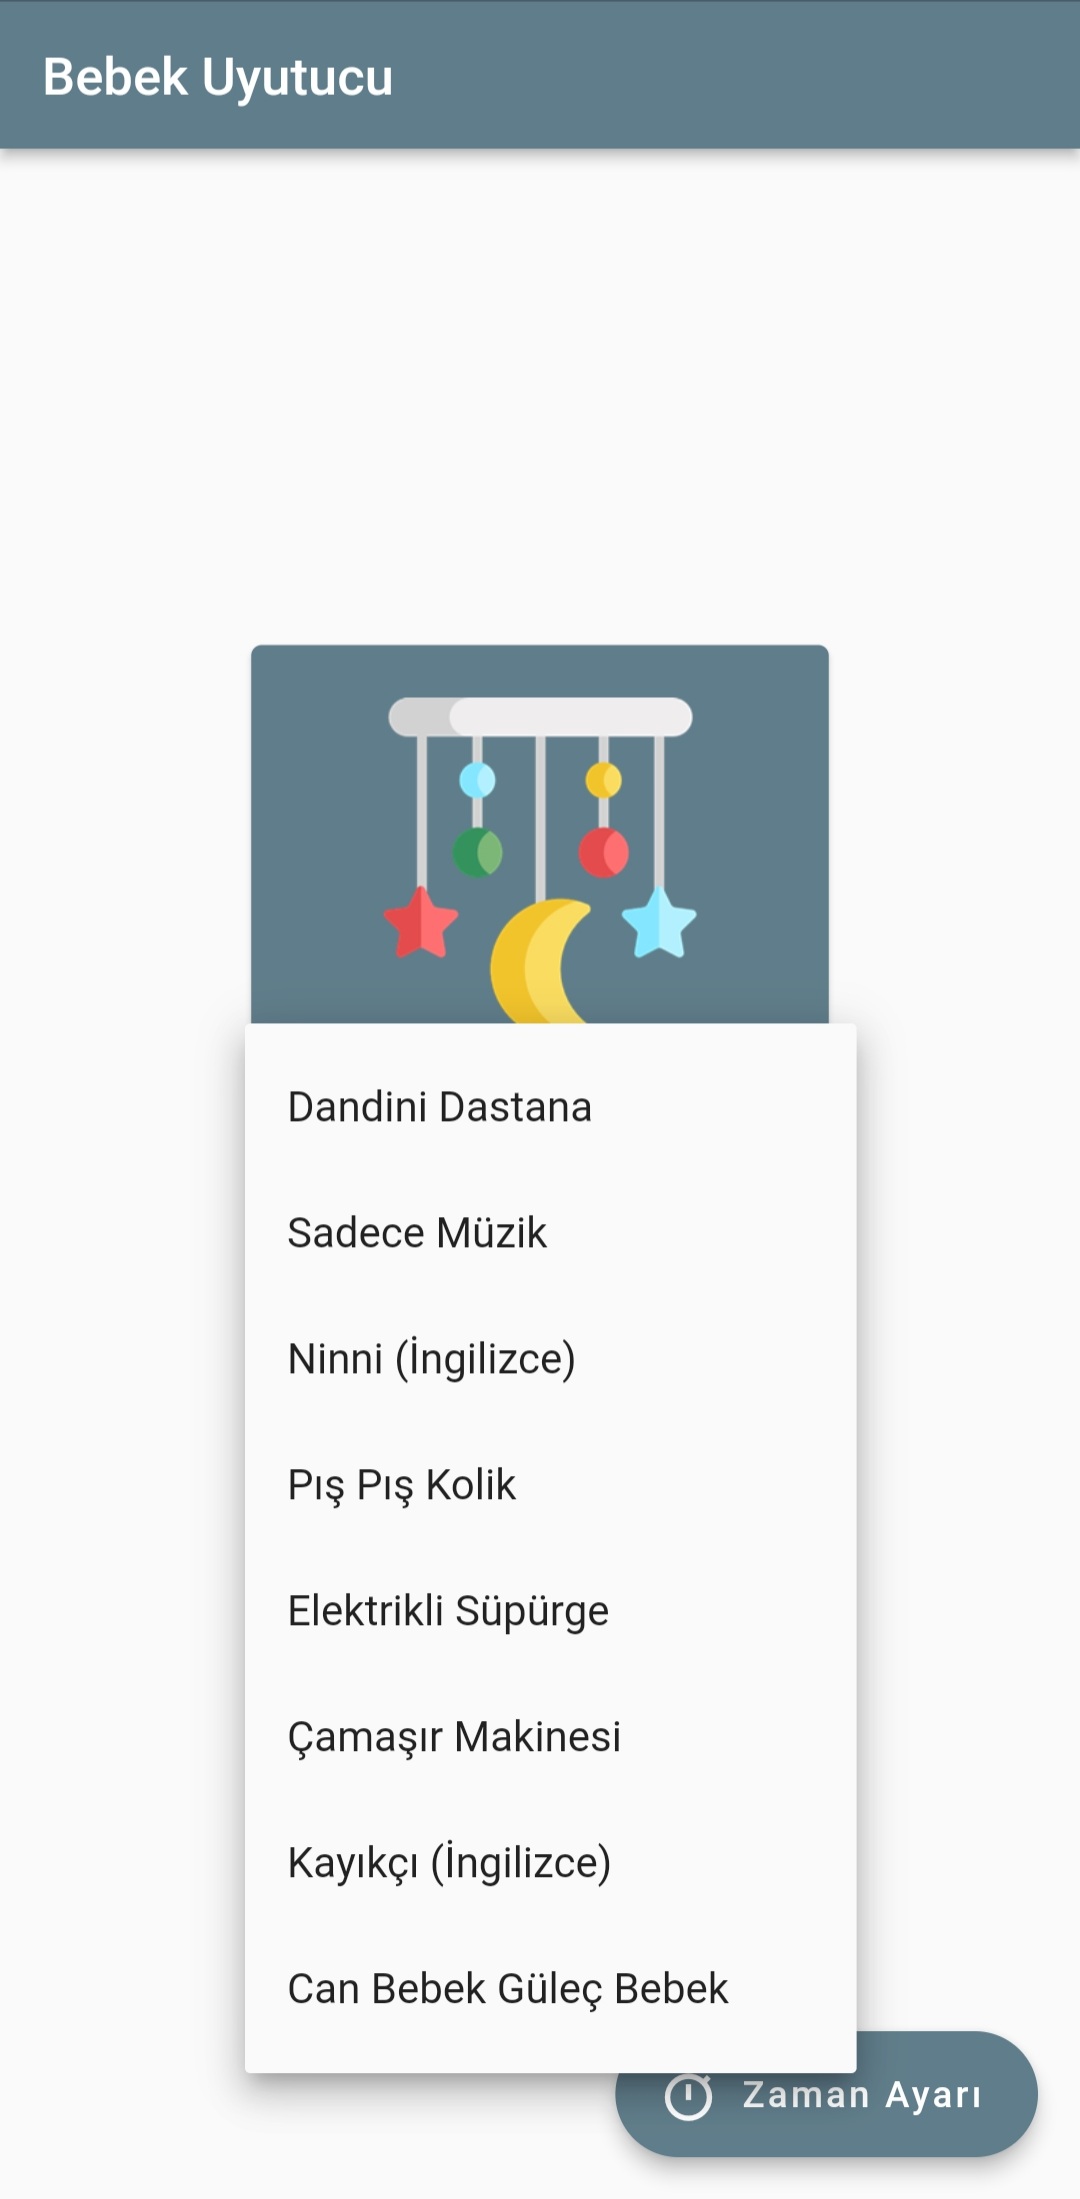 Bebek Uyutucu
Dandini Dastana
Sadece Müzik
Ninni (İngilizce)
Pış Pış Kolik
Elektrikli Süpürge
Çamaşır Makinesi
Kayıkçı (İngilizce)
Can Bebek Güleç Bebek
Zaman Ayarı